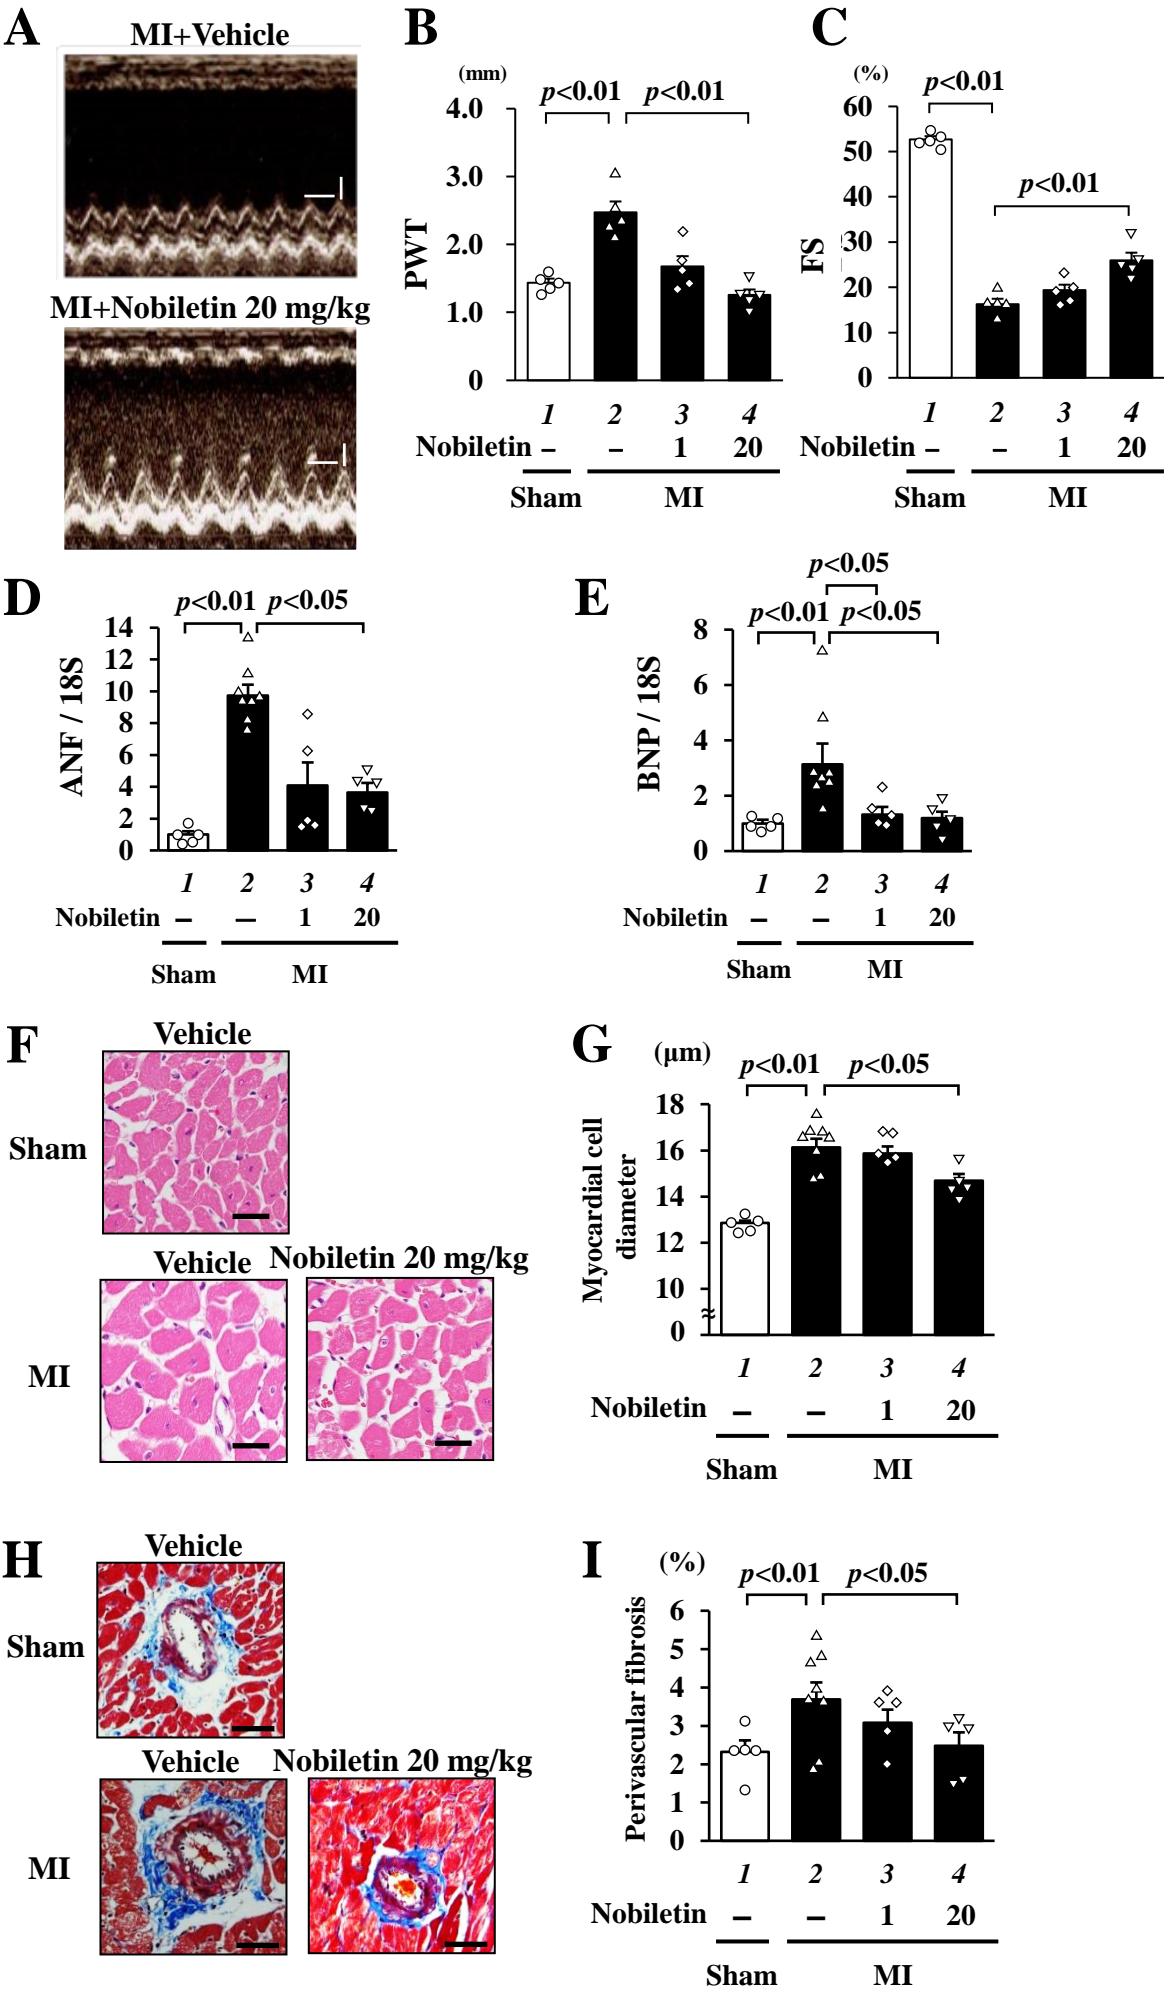 A
MI+Vehicle
MI+Nobiletin 20 mg/kg
B
(mm)
p<0.01 p<0.01
PWT
4.0
3.0
2.0
1.0
0
1 2 3 4
Nobiletin – – 1 20
Sham MI
C
(%)
p<0.01
p<0.01
FS
60
50
40
30
20
10
0
1 2 3 4
Nobiletin – – 1 20
Sham MI
D
p<0.01 p<0.05
ANF / 18S
14
12
10
8
6
4
2
0
1 2 3 4
Nobiletin – – 1 20
Sham MI
E
p<0.05
p<0.01 p<0.05
BNP / 18S
8
6
4
2
0
1 2 3 4
Nobiletin – – 1 20
Sham MI
F
Vehicle
Sham
Vehicle Nobiletin 20 mg/kg
MI
G
(μm)
p<0.01 p<0.05
Myocardial cell
diameter
18
16
14
12
10
≈
0
1 2 3 4
Nobiletin – – 1 20
Sham MI
H
Vehicle
Sham
Vehicle Nobiletin 20 mg/kg
MI
I
(%)
p<0.01 p<0.05
Perivascular fibrosis
6
5
4
3
2
1
0
1 2 3 4
Nobiletin – – 1 20
Sham MI